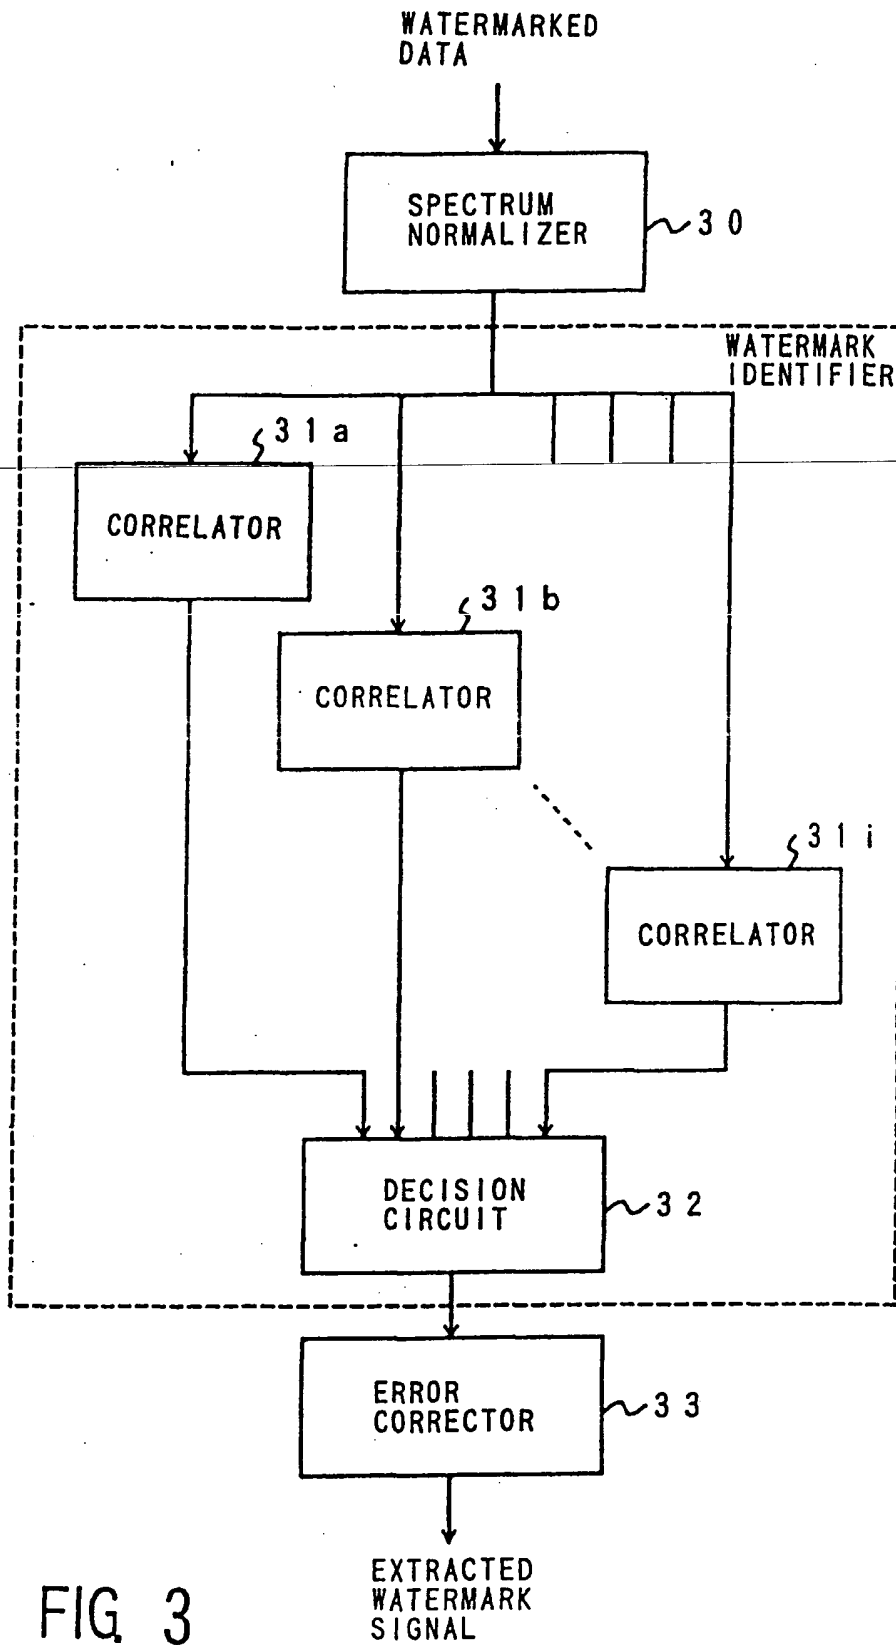 WATERMARKED
DATA
SPECTRUM
NORMALIZER
30
WATERMARK
IDENTIFIER
31a
CORRELATOR
31b
CORRELATOR
31i
CORRELATOR
DECISION
CIRCUIT
32
ERROR
CORRECTOR
33
EXTRACTED
WATERMARK
SIGNAL
FIG. 3